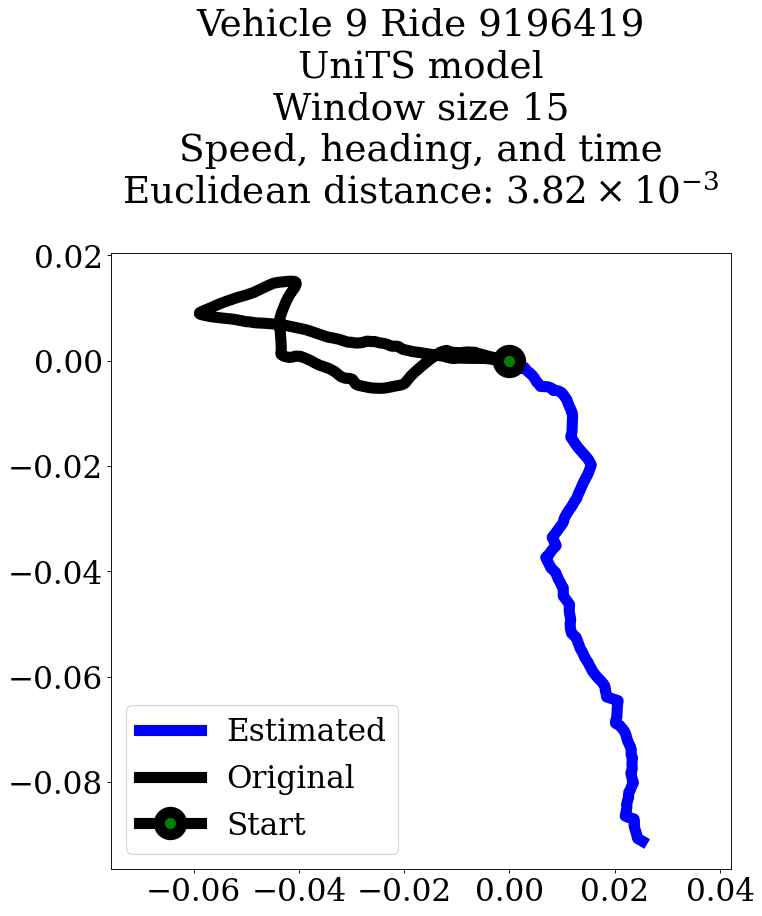 Vehicle 9 Ride 9196419
UniTS model
Window size 15
Speed, heading, and time
Euclidean distance: 3.82 × 10⁻³
0.02
0.00
−0.02
−0.04
−0.06
−0.08
Estimated
Original
Start
−0.06 −0.04 −0.02 0.00 0.02 0.04